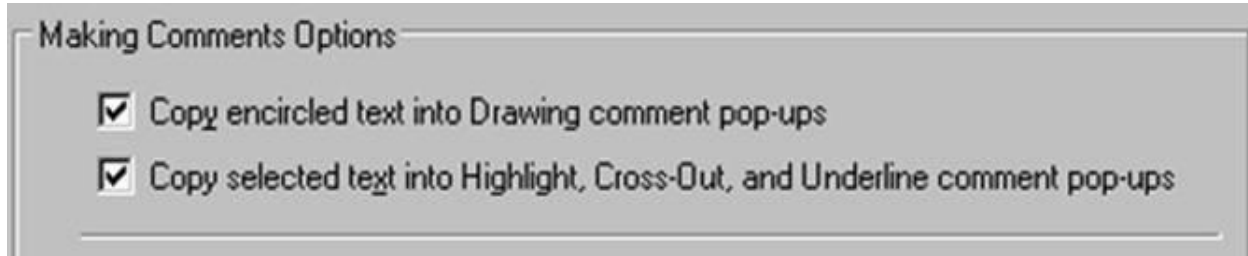 Making Comments Options
Copy encircled text into Drawing comment pop-ups
Copy selected text into Highlight, Cross-Out, and Underline comment pop-ups